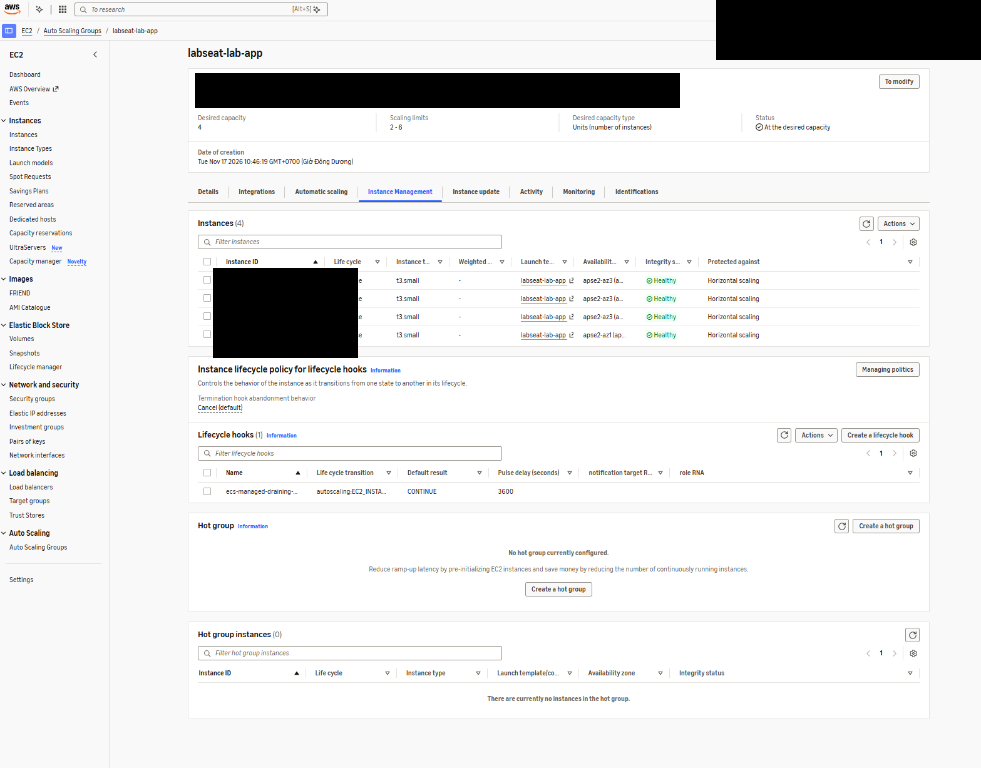 aws
To research [Alt+S]
EC2 / Auto Scaling Groups / labseat-lab-app
EC2
Dashboard
AWS Overview
Events
Instances
Instances
Instance Types
Launch models
Spot Requests
Savings Plans
Reserved areas
Dedicated hosts
Capacity reservations
UltraServers New
Capacity manager Novelty
Images
FRIEND
AMI Catalogue
Elastic Block Store
Volumes
Snapshots
Lifecycle manager
Network and security
Security groups
Elastic IP addresses
Investment groups
Pairs of keys
Network interfaces
Load balancing
Load balancers
Target groups
Trust Stores
Auto Scaling
Auto Scaling Groups
Settings
labseat-lab-app
To modify
Desired capacity Scaling limits Desired capacity type Status
4 2 - 6 Units (number of instances) At the desired capacity
Date of creation
Tue Nov 17 2026 10:46:19 GMT+0700 (Giờ Đông Dương)
Details Integrations Automatic scaling Instance Management Instance update Activity Monitoring Identifications
Instances (4) Actions
Filter instances 1
Instance ID Life cycle Instance t... Weighted ... Launch te... Availabilit... Integrity s... Protected against
e t3.small - labseat-lab-app apse2-az3 (a... Healthy Horizontal scaling
e t3.small - labseat-lab-app apse2-az3 (a... Healthy Horizontal scaling
e t3.small - labseat-lab-app apse2-az3 (a... Healthy Horizontal scaling
e t3.small - labseat-lab-app apse2-az1 (ap... Healthy Horizontal scaling
Instance lifecycle policy for lifecycle hooks Information Managing politics
Controls the behavior of the instance as it transitions from one state to another in its lifecycle.
Termination hook abandonment behavior
Cancel (default)
Lifecycle hooks (1) Information Actions Create a lifecycle hook
Filter lifecycle hooks 1
Name Life cycle transition Default result Pulse delay (seconds) notification target R... role RNA
ecs-managed-draining-... autoscaling:EC2_INSTA... CONTINUE 3600
Hot group Information Create a hot group
No hot group currently configured.
Reduce ramp-up latency by pre-initializing EC2 instances and save money by reducing the number of continuously running instances.
Create a hot group
Hot group instances (0)
Filter hot group instances 1
Instance ID Life cycle Instance type Launch template/co... Availability zone Integrity status
There are currently no instances in the hot group.